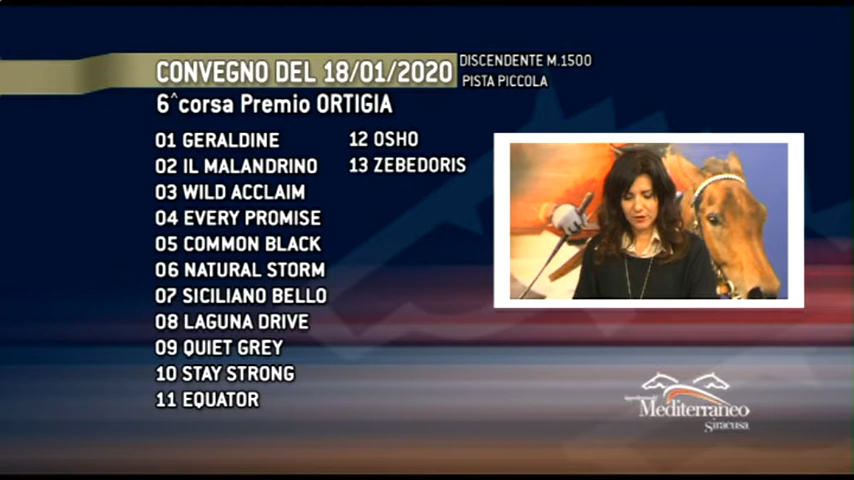 CONVEGNO DEL 18/01/2020
DISCENDENTE M.1500
PISTA PICCOLA
6^corsa Premio ORTIGIA
01 GERALDINE
02 IL MALANDRINO
03 WILD ACCLAIM
04 EVERY PROMISE
05 COMMON BLACK
06 NATURAL STORM
07 SICILIANO BELLO
08 LAGUNA DRIVE
09 QUIET GREY
10 STAY STRONG
11 EQUATOR
12 OSHO
13 ZEBEDORIS
Mediterraneo
Siracusa